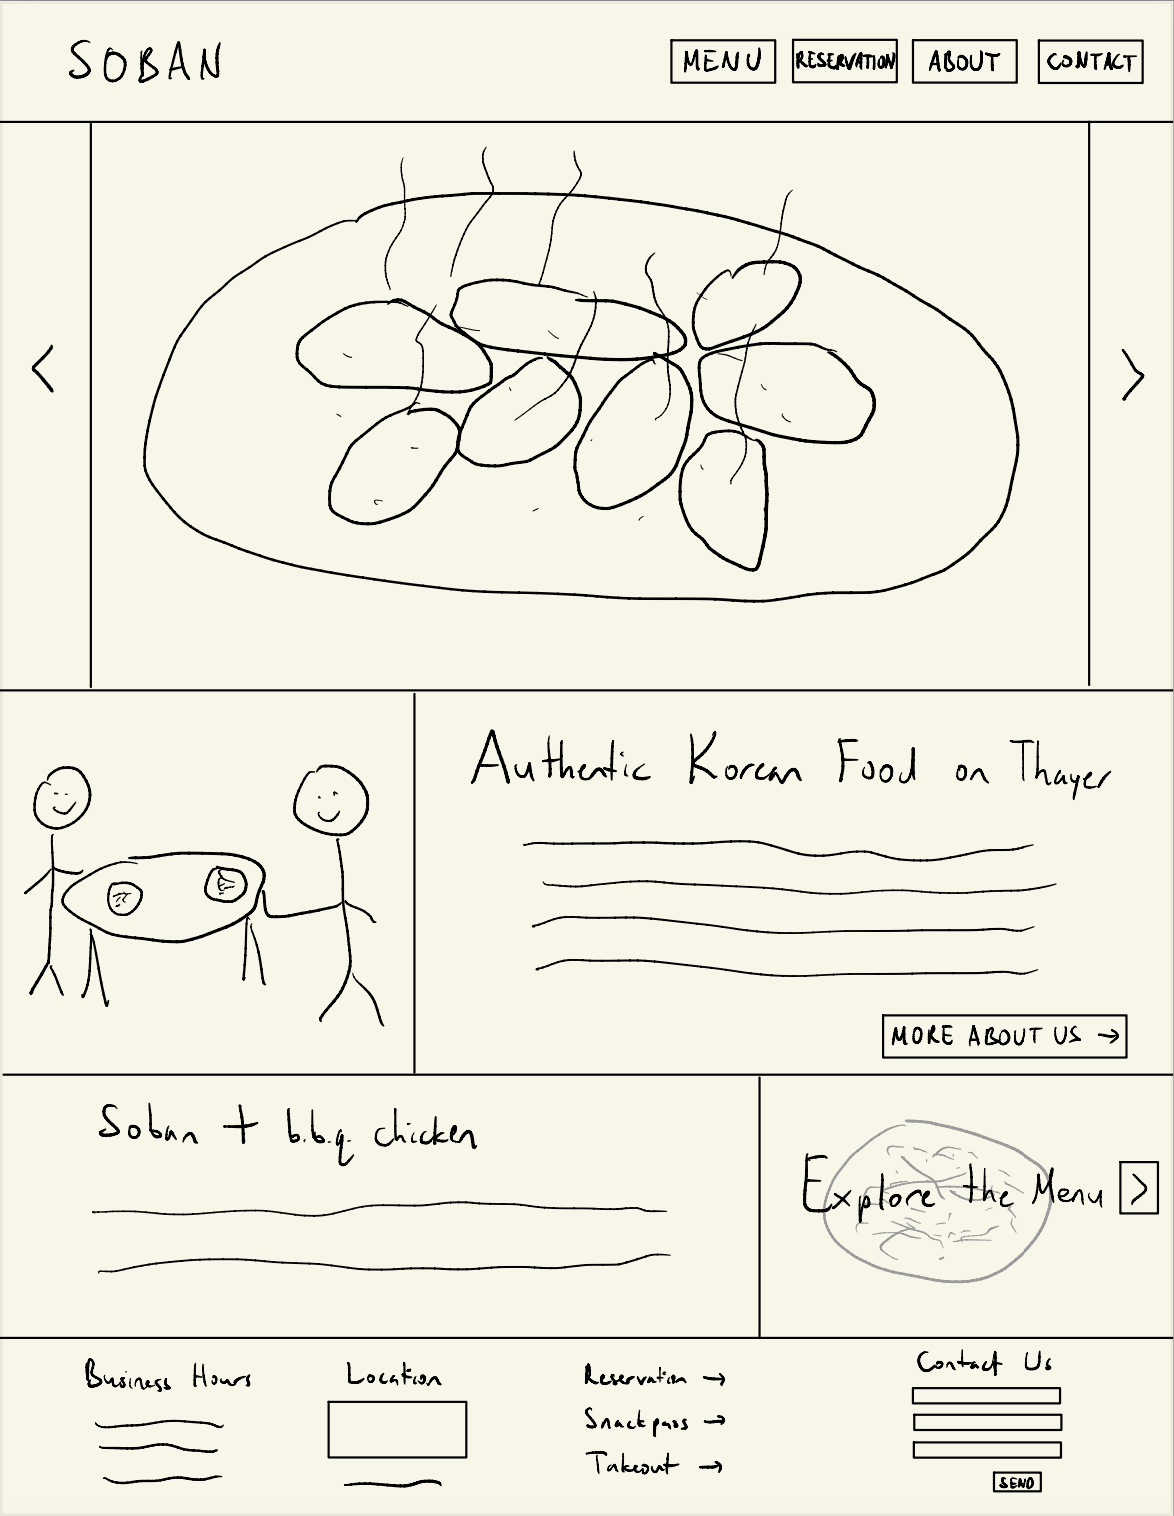 SOBAN
MENU
RESERVATION
ABOUT
CONTACT
<
>
Authentic Korean Food on Thayer
MORE ABOUT US →
Soban + b.b.q. chicken
Explore the Menu >
Business Hours
Location
Reservation →
Snackpass →
Takeout →
Contact Us
SEND